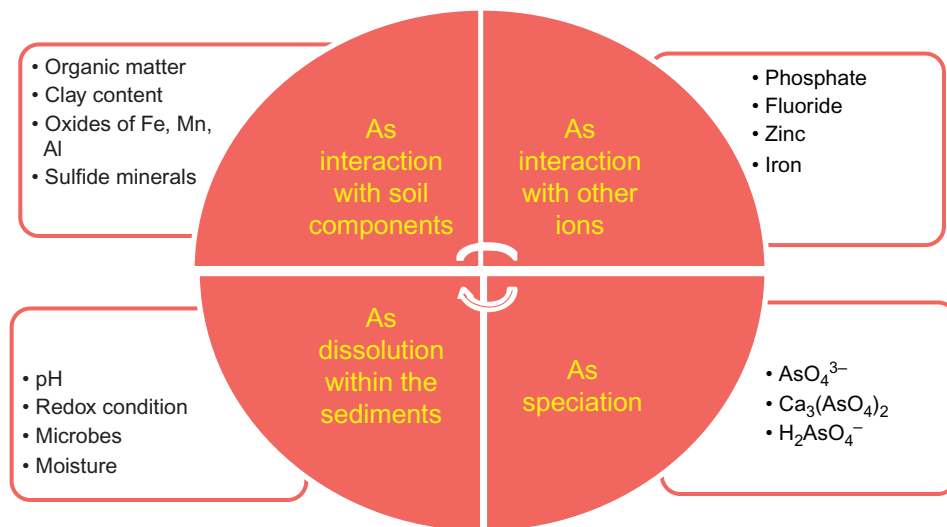 • Organic matter
• Clay content
• Oxides of Fe, Mn,
Al
• Sulfide minerals
As
interaction
with soil
components
As
interaction
with other
ions
• Phosphate
• Fluoride
• Zinc
• Iron
• pH
• Redox condition
• Microbes
• Moisture
As
dissolution
within the
sediments
As
speciation
• AsO₄³⁻
• Ca₃(AsO₄)₂
• H₂AsO₄⁻